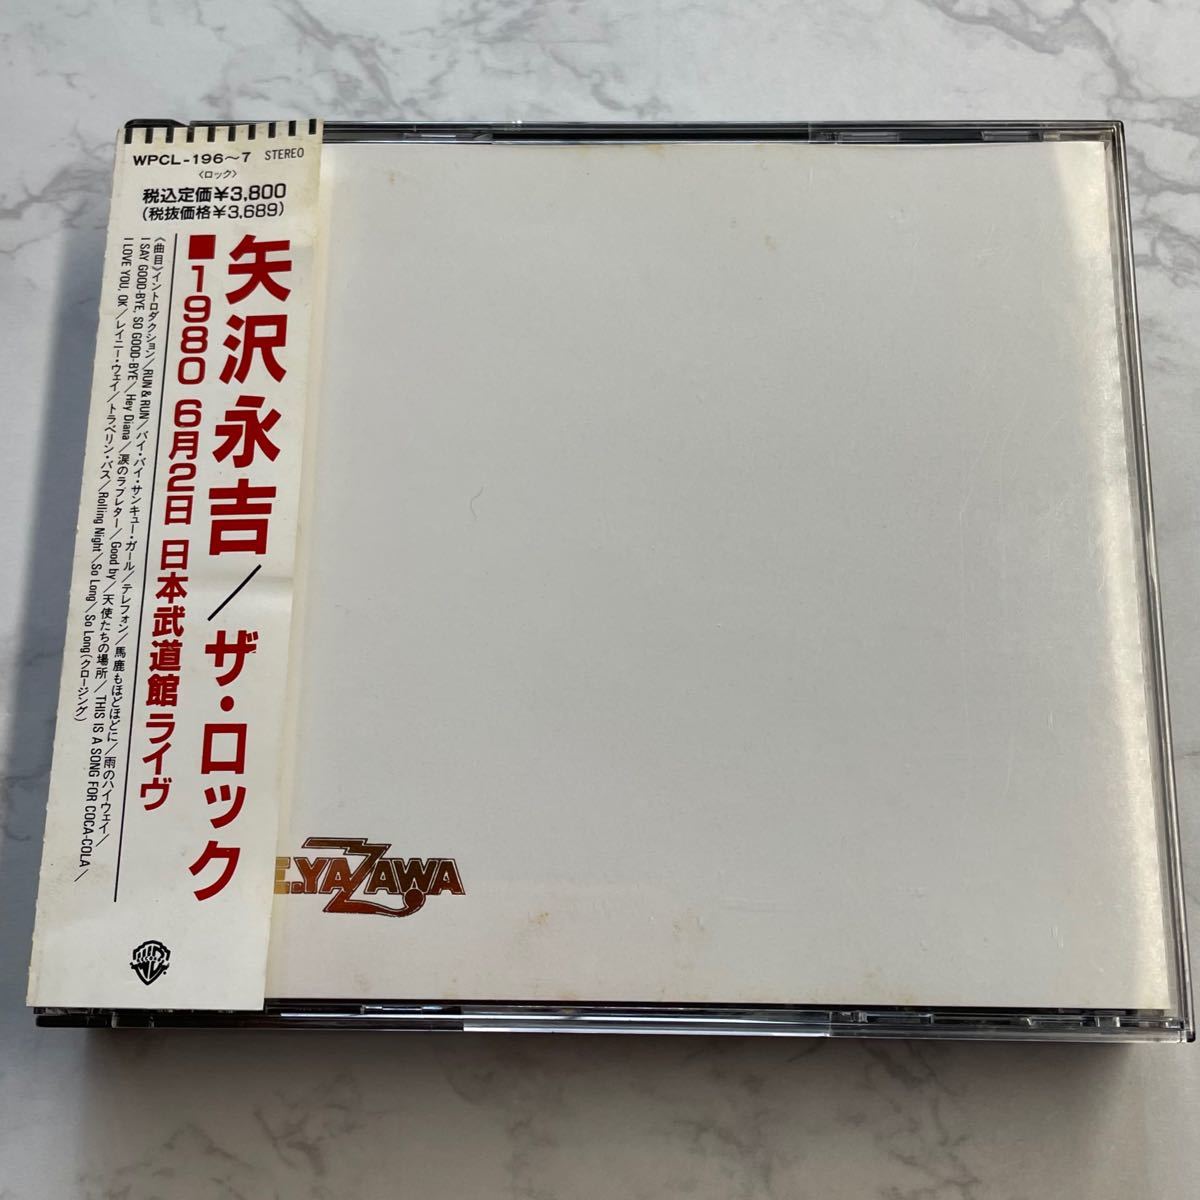 WPCL-196〜7 STEREO
〈ロック〉
税込定価¥3,800
(税抜価格¥3,689)
矢沢永吉／ザ・ロック
■1980 6月2日 日本武道館 ライヴ
《曲目》イントロダクション／RUN & RUN／バイ・バイ・サンキュー・ガール／テレフォン／馬鹿もほどほどに／雨のハイウェイ／
I SAY GOOD-BYE, SO GOOD-BYE／Hey Diana／涙のラブレター／Good by／天使たちの場所／THIS IS A SONG FOR COCA-COLA／
I LOVE YOU, OK／レイニー・ウェイ／トラベリン・バス／Rolling Night／So Long／So Long(クロージング)
E.YAZAWA